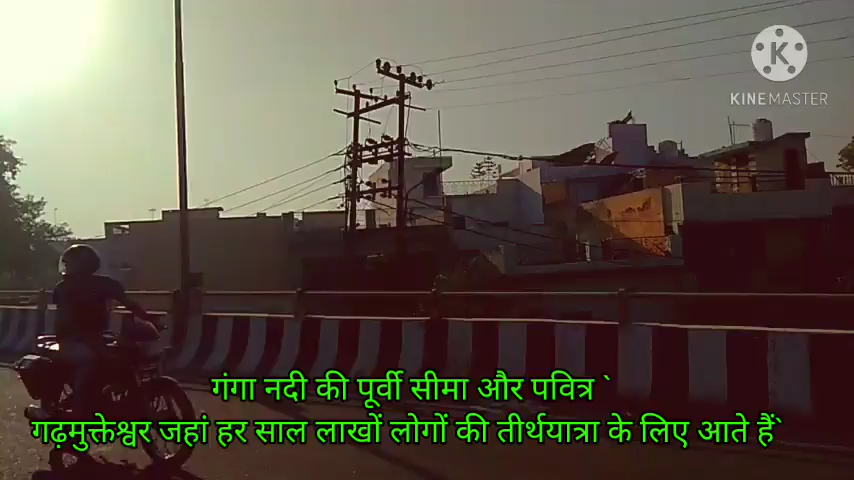 K
KINEMASTER
गंगा नदी की पूर्वी सीमा और पवित्र `
गढ़मुक्तेश्वर जहां हर साल लाखों लोगों की तीर्थयात्रा के लिए आते हैं`